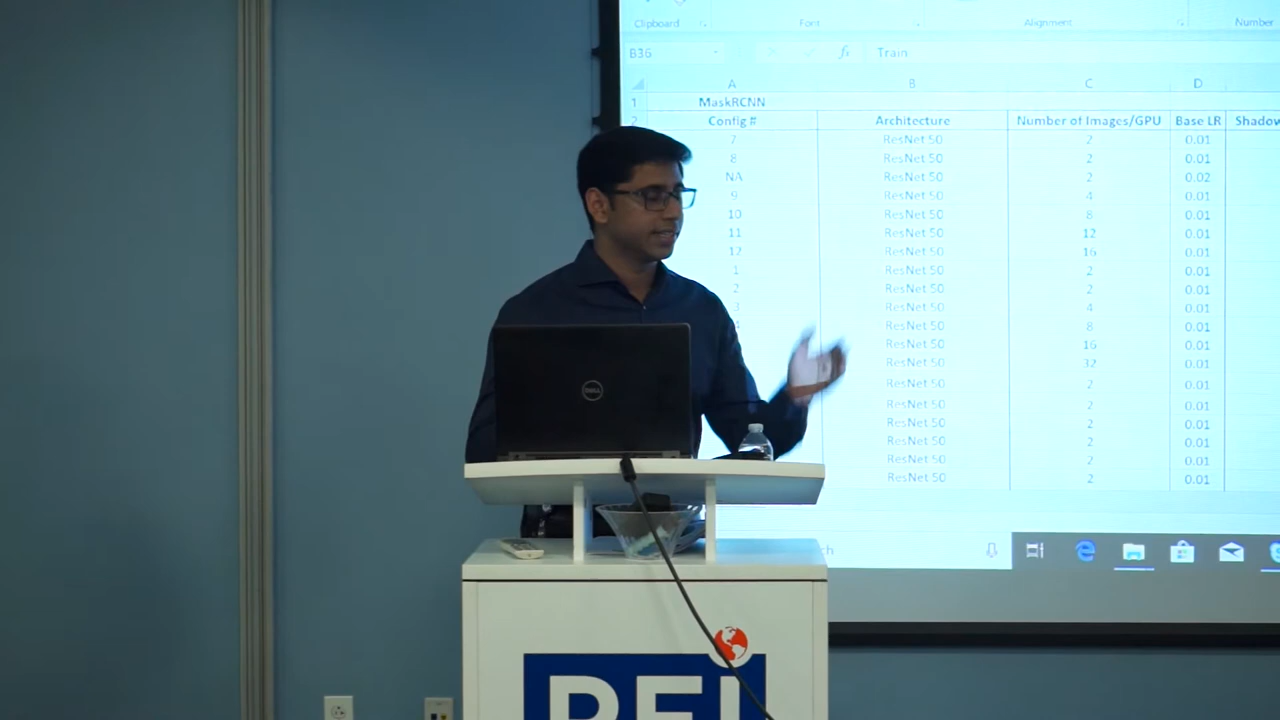 Clipboard Font Alignment Number
B36 fx Train
A B C D
1 MaskRCNN
2 Config # Architecture Number of Images/GPU Base LR Shadow
7 ResNet 50 2 0.01
8 ResNet 50 2 0.01
NA ResNet 50 2 0.02
9 ResNet 50 4 0.01
10 ResNet 50 8 0.01
11 ResNet 50 12 0.01
12 ResNet 50 16 0.01
1 ResNet 50 2 0.01
2 ResNet 50 2 0.01
3 ResNet 50 4 0.01
ResNet 50 8 0.01
ResNet 50 16 0.01
ResNet 50 32 0.01
ResNet 50 2 0.01
ResNet 50 2 0.01
ResNet 50 2 0.01
ResNet 50 2 0.01
ResNet 50 2 0.01
ResNet 50 2 0.01
ch
DELL